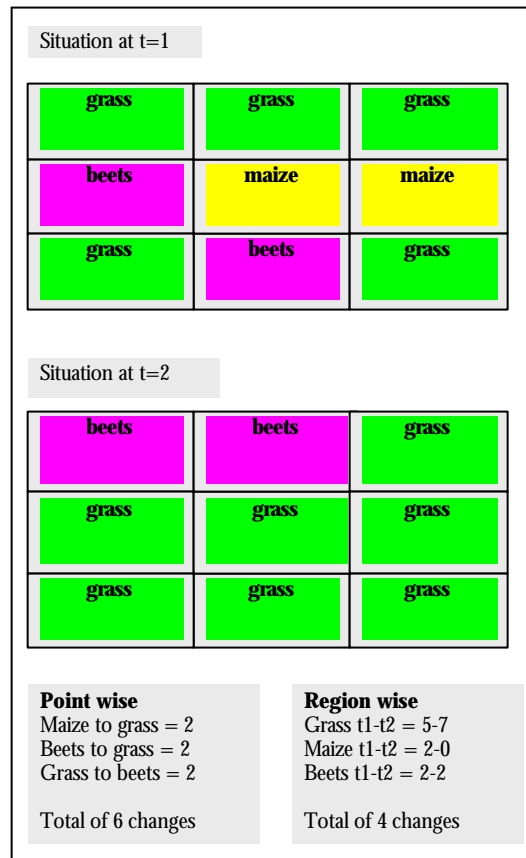 Situation at t=1
grass grass grass
beets maize maize
grass beets grass
Situation at t=2
beets beets grass
grass grass grass
grass grass grass
Point wise
Maize to grass = 2
Beets to grass = 2
Grass to beets = 2
Total of 6 changes
Region wise
Grass t1-t2 = 5-7
Maize t1-t2 = 2-0
Beets t1-t2 = 2-2
Total of 4 changes